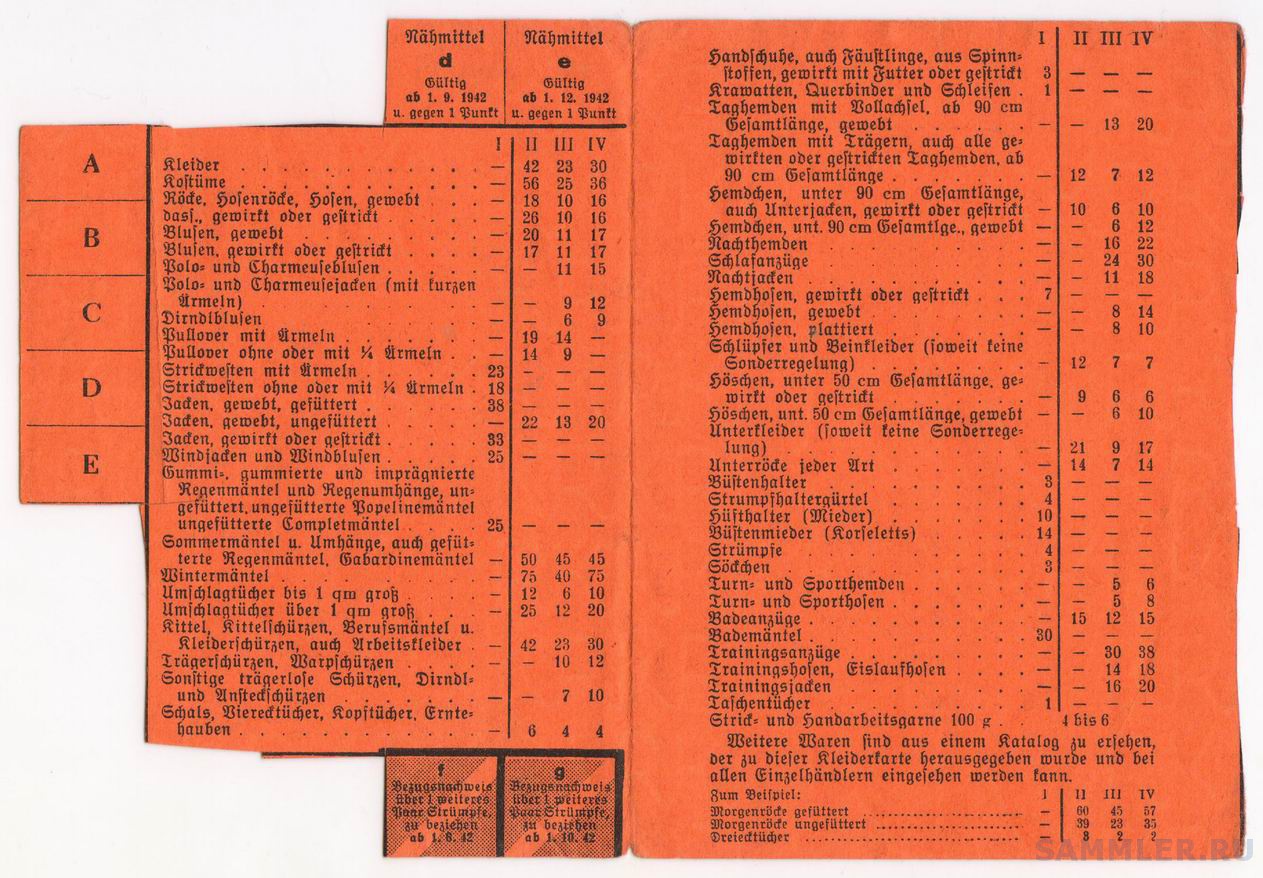 Nähmittel
d
Gültig
ab 1. 9. 1942
u. gegen 1 Punkt
Nähmittel
e
Gültig
ab 1. 12. 1942
u. gegen 1 Punkt
A
B
C
D
E
I II III IV
Kleider . . . . . . . . . . . . — 42 23 30
Kostüme . . . . . . . . . . . — 56 25 36
Röcke, Hosenröcke, Hosen, gewebt . . . — 18 10 16
dass., gewirkt oder gestrickt . . . . . — 26 10 16
Blusen, gewebt . . . . . . . . . — 20 11 17
Blusen, gewirkt oder gestrickt . . . . — 17 11 17
Polo- und Charmeuseblusen . . . . . — — 11 15
Polo- und Charmeusejacken (mit kurzen
Ärmeln) . . . . . . . . . . . — — 9 12
Dirndlblusen . . . . . . . . . . — — 6 9
Pullover mit Ärmeln . . . . . . . — 19 14 —
Pullover ohne oder mit ¼ Ärmeln . . — 14 9 —
Strickwesten mit Ärmeln . . . . . . 23 — — —
Strickwesten ohne oder mit ¼ Ärmeln . 18 — — —
Jacken, gewebt, gefüttert . . . . . . 38 — — —
Jacken, gewebt, ungefüttert . . . . . — 22 13 20
Jacken, gewirkt oder gestrickt . . . . . 33 — — —
Windjacken und Windblusen . . . . . 25 — — —
Gummi-, gummierte und imprägnierte
Regenmäntel und Regenumhänge, un-
gefüttert, ungefütterte Popelinemäntel
ungefütterte Completmäntel . . . . . 25 — — —
Sommermäntel u. Umhänge, auch gefüt-
terte Regenmäntel, Gabardinemäntel — 50 45 45
Wintermäntel . . . . . . . . . . — 75 40 75
Umschlagtücher bis 1 qm groß . . . . — 12 6 10
Umschlagtücher über 1 qm groß . . . — 25 12 20
Kittel, Kittelschürzen, Berufsmäntel u.
Kleiderschürzen, auch Arbeitskleider . — 42 23 30
Trägerschürzen, Warpschürzen . . . . — — 10 12
Sonstige trägerlose Schürzen, Dirndl-
und Ansteckschürzen . . . . . . . — — 7 10
Schals, Vierecktücher, Kopftücher, Ernte-
hauben . . . . . . . . . . . . — 6 4 4
f
Bezugsnachweis
über 1 weiteres
Paar Strümpfe,
zu beziehen
ab 1. 8. 42
g
Bezugsnachweis
über 1 weiteres
Paar Strümpfe,
zu beziehen
ab 1. 10. 42
I II III IV
Handschuhe, auch Fäustlinge, aus Spinn-
stoffen, gewirkt mit Futter oder gestrickt 3 — — —
Krawatten, Querbinder und Schleifen . 1 — — —
Taghemden mit Vollachsel, ab 90 cm
Gesamtlänge, gewebt . . . . . . — — 13 20
Taghemden mit Trägern, auch alle ge-
wirkten oder gestrickten Taghemden, ab
90 cm Gesamtlänge . . . . . . . — 12 7 12
Hemdchen, unter 90 cm Gesamtlänge,
auch Unterjacken, gewirkt oder gestrickt — 10 6 10
Hemdchen, unt. 90 cm Gesamtlge., gewebt — — 6 12
Nachthemden . . . . . . . . . . — — 16 22
Schlafanzüge . . . . . . . . . . — — 24 30
Nachtjacken . . . . . . . . . . — — 11 18
Hemdhosen, gewirkt oder gestrickt . . . 7 — — —
Hemdhosen, gewebt . . . . . . . . — — 8 14
Hemdhosen, plattiert . . . . . . . — — 8 10
Schlüpfer und Beinkleider (soweit keine
Sonderregelung) . . . . . . . . — 12 7 7
Höschen, unter 50 cm Gesamtlänge, ge-
wirkt oder gestrickt . . . . . . . — 9 6 6
Höschen, unt. 50 cm Gesamtlänge, gewebt — — 6 10
Unterkleider (soweit keine Sonderrege-
lung) . . . . . . . . . . . . — 21 9 17
Unterröcke jeder Art . . . . . . . — 14 7 14
Büstenhalter . . . . . . . . . . 3 — — —
Strumpfhaltergürtel . . . . . . . . 4 — — —
Hüfthalter (Mieder) . . . . . . . . 10 — — —
Büstenmieder (Korseletts) . . . . . . 14 — — —
Strümpfe . . . . . . . . . . . 4 — — —
Söckchen . . . . . . . . . . . 3 — — —
Turn- und Sporthemden . . . . . . — — 5 6
Turn- und Sporthosen . . . . . . . — — 5 8
Badeanzüge . . . . . . . . . . — 15 12 15
Bademäntel . . . . . . . . . . 30 — — —
Trainingsanzüge . . . . . . . . . — — 30 38
Trainingshosen, Eislaufhosen . . . . . — — 14 18
Trainingsjacken . . . . . . . . . — — 16 20
Taschentücher . . . . . . . . . . 1 — — —
Strick- und Handarbeitsgarne 100 g . . 4 bis 6
Weitere Waren sind aus einem Katalog zu ersehen,
der zu dieser Kleiderkarte herausgegeben wurde und bei
allen Einzelhändlern eingesehen werden kann.
Zum Beispiel: I II III IV
Morgenröcke gefüttert . . . . . . . — 60 45 57
Morgenröcke ungefüttert . . . . . . — 39 23 35
Dreiecktücher . . . . . . . . . . — 8 2 2
SAMMLER.RU